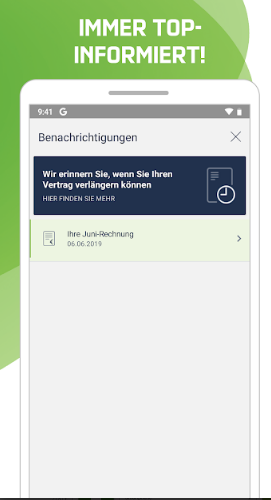 IMMER TOP-
INFORMIERT!
9:41 G
Benachrichtigungen
Wir erinnern Sie, wenn Sie Ihren
Vertrag verlängern können
HIER FINDEN SIE MEHR
Ihre Juni-Rechnung
06.06.2019